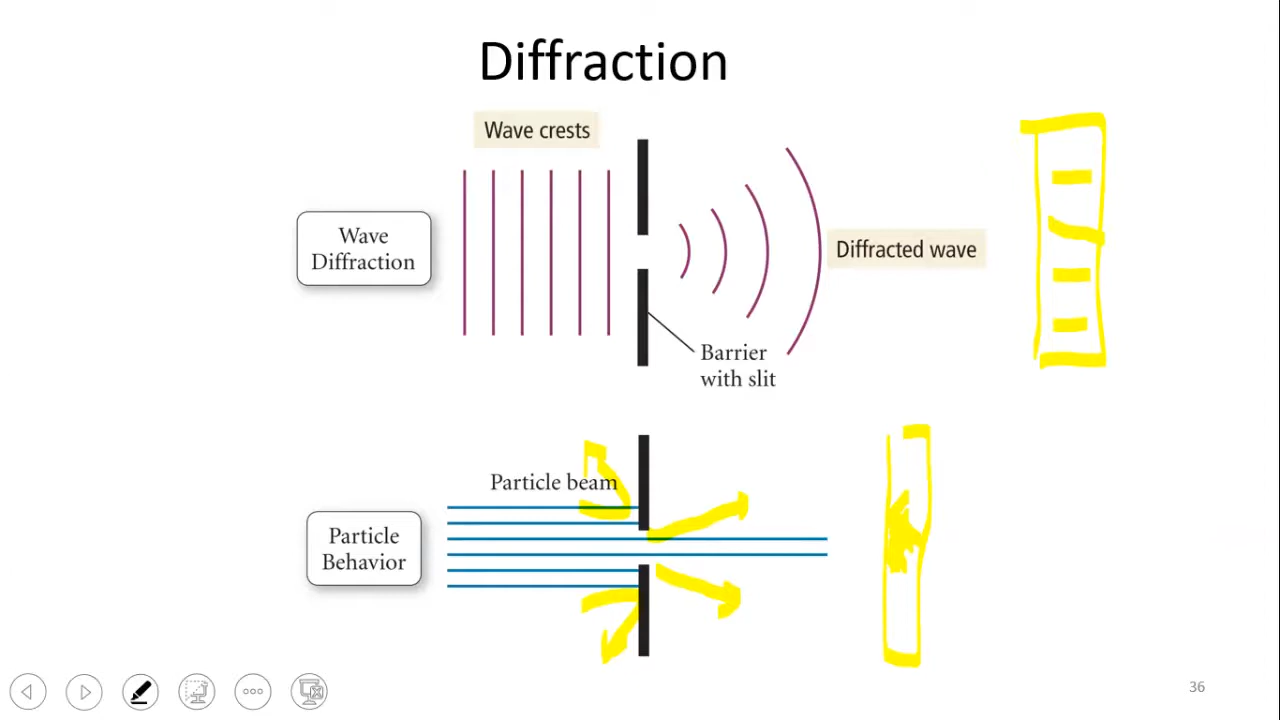 Diffraction
Wave crests
Wave
Diffraction
Diffracted wave
Barrier
with slit
Particle beam
Particle
Behavior
36